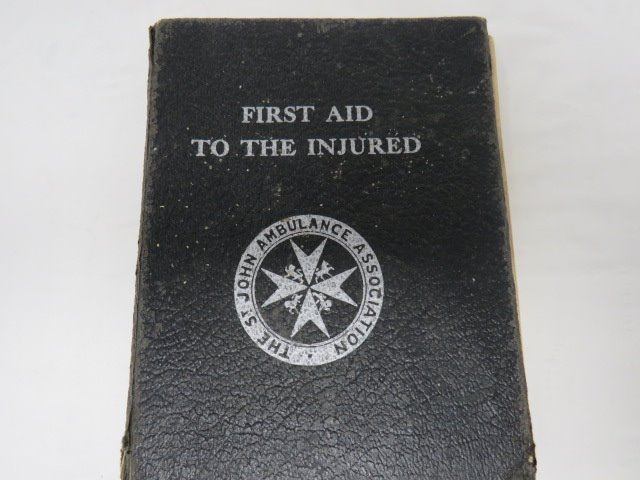 FIRST AID
TO THE INJURED
THE ST JOHN AMBULANCE ASSOCIATION